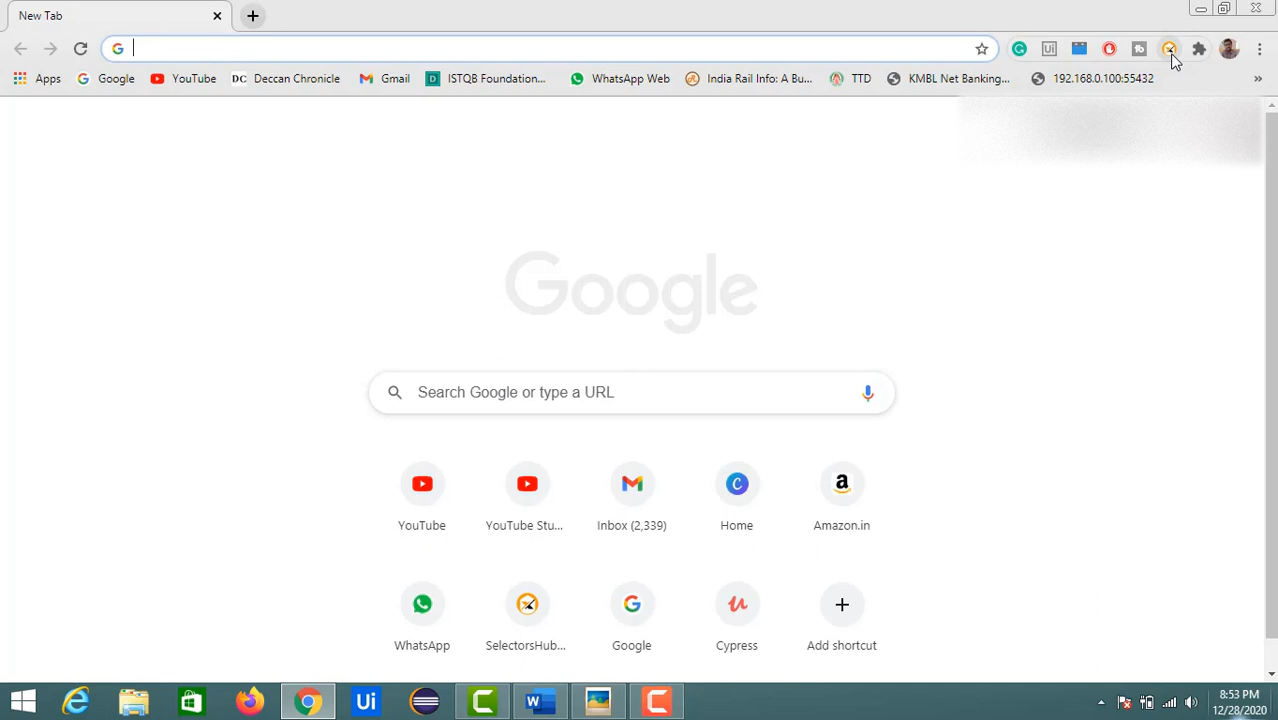 New Tab
Apps Google YouTube DC Deccan Chronicle Gmail ISTQB Foundation... WhatsApp Web India Rail Info: A Bu... TTD KMBL Net Banking... 192.168.0.100:55432 »
Google
Search Google or type a URL
YouTube YouTube Stu... Inbox (2,339) Home Amazon.in
WhatsApp SelectorsHub... Google Cypress Add shortcut
8:53 PM
12/28/2020